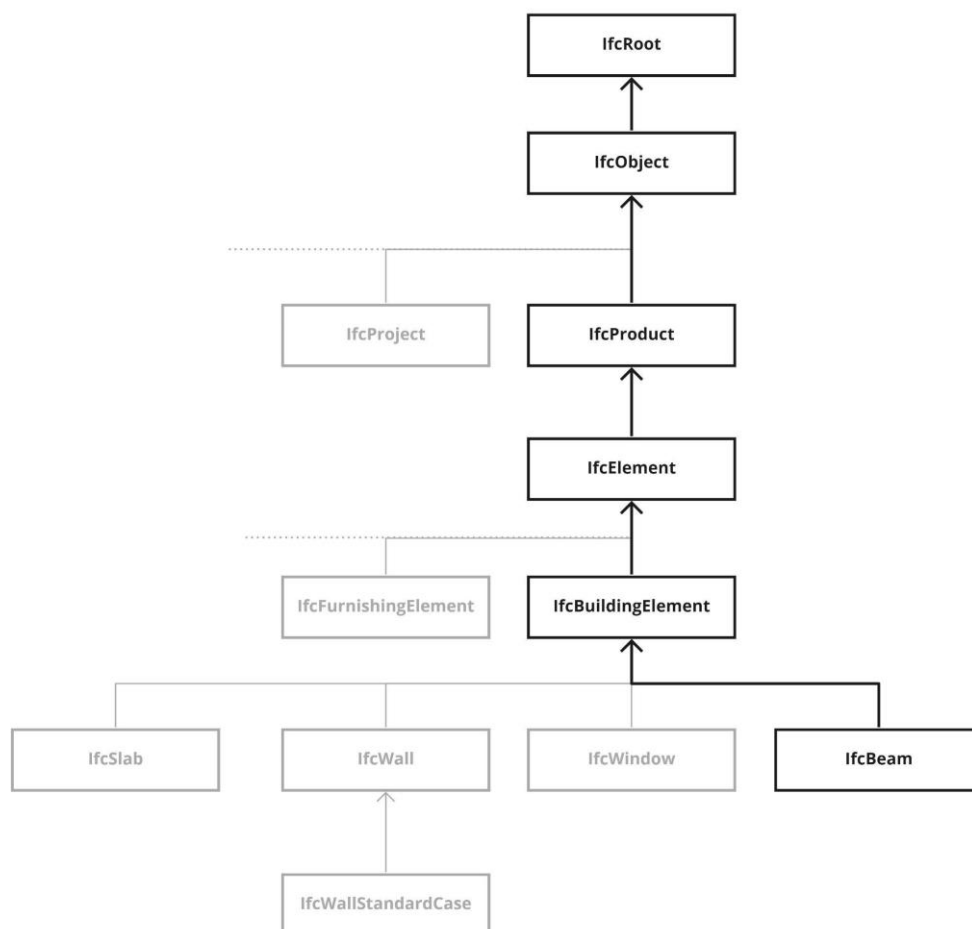 IfcRoot
IfcObject
IfcProject
IfcProduct
IfcElement
IfcFurnishingElement
IfcBuildingElement
IfcSlab
IfcWall
IfcWindow
IfcBeam
IfcWallStandardCase